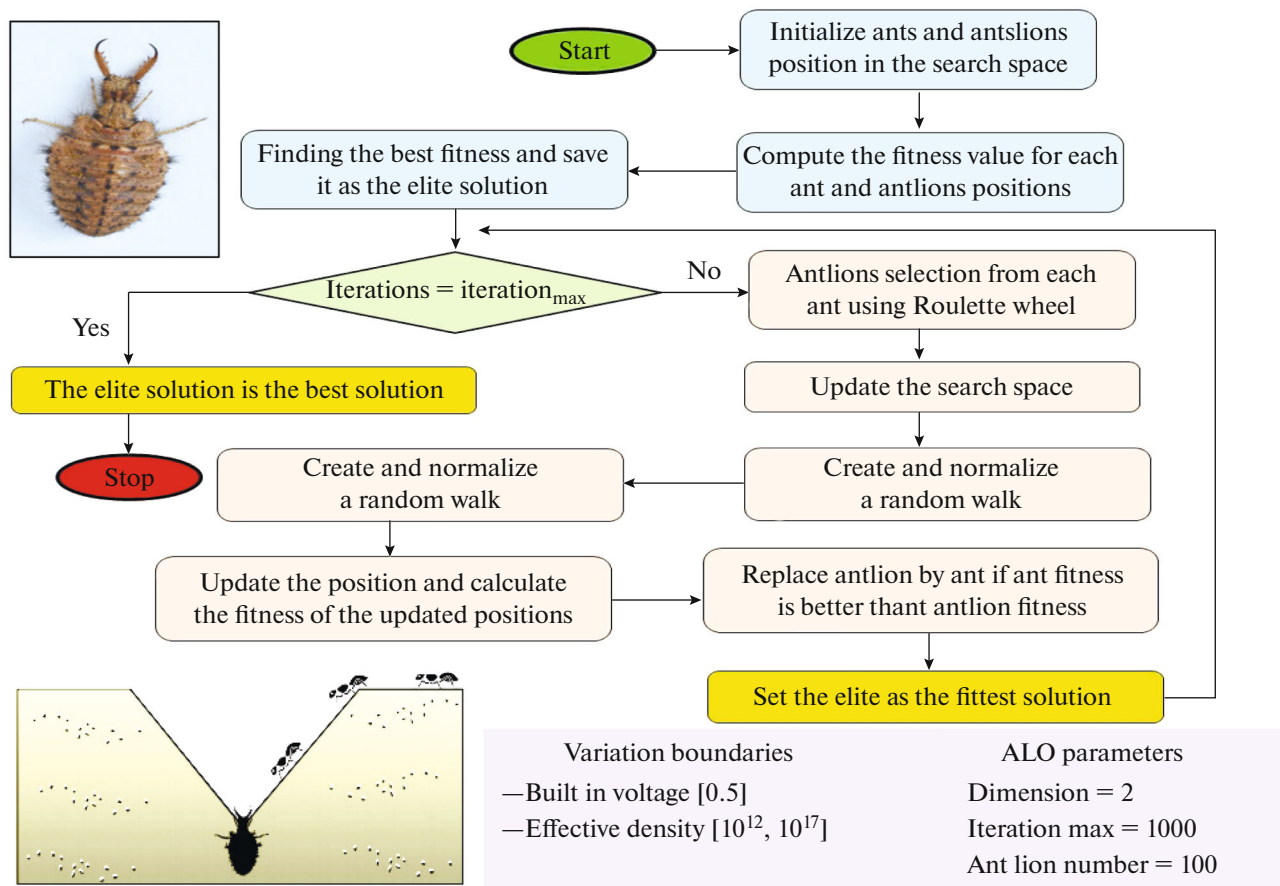 Start
Initialize ants and antslions
position in the search space
Compute the fitness value for each
ant and antlions positions
Finding the best fitness and save
it as the elite solution
Iterations = iteration_max
No
Yes
Antlions selection from each
ant using Roulette wheel
The elite solution is the best solution
Update the search space
Stop
Create and normalize
a random walk
Create and normalize
a random walk
Update the position and calculate
the fitness of the updated positions
Replace antlion by ant if ant fitness
is better thant antlion fitness
Set the elite as the fittest solution
Variation boundaries
—Built in voltage [0.5]
—Effective density [10¹², 10¹⁷]
ALO parameters
Dimension = 2
Iteration max = 1000
Ant lion number = 100